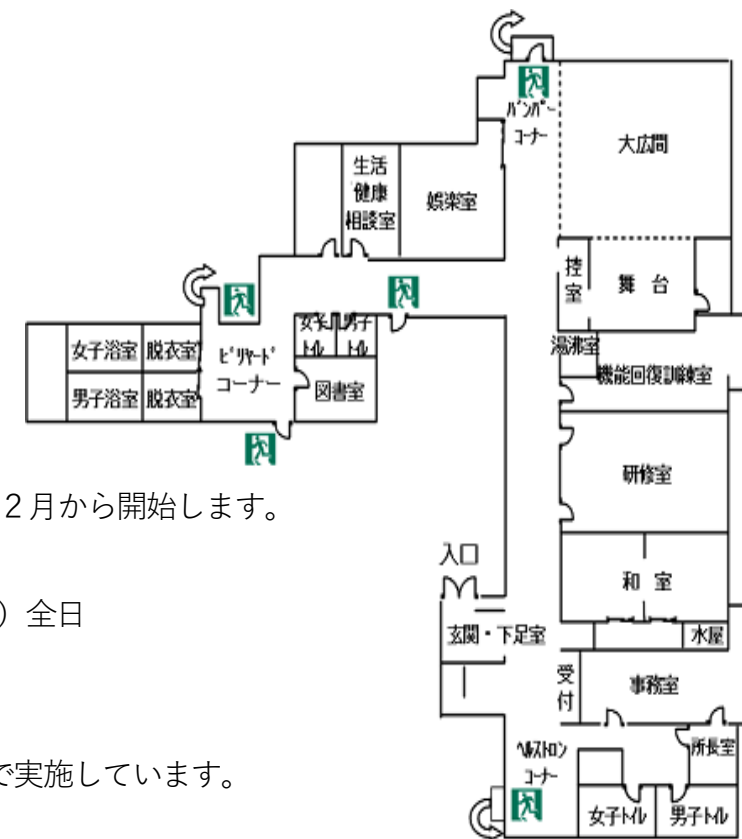 バンパー
コーナー
大広間
生活
健康
相談室
娯楽室
控
室
舞 台
女子浴室
脱衣室
ビリヤード
コーナー
女子
トイレ
男子
トイレ
湯沸室
機能回復訓練室
男子浴室
脱衣室
図書室
研修室
2月から開始します。
入口
和 室
)全日
玄関・下足室
水屋
受
付
事務室
ヘルストロン
コーナー
所長室
で実施しています。
女子トイレ
男子トイレ